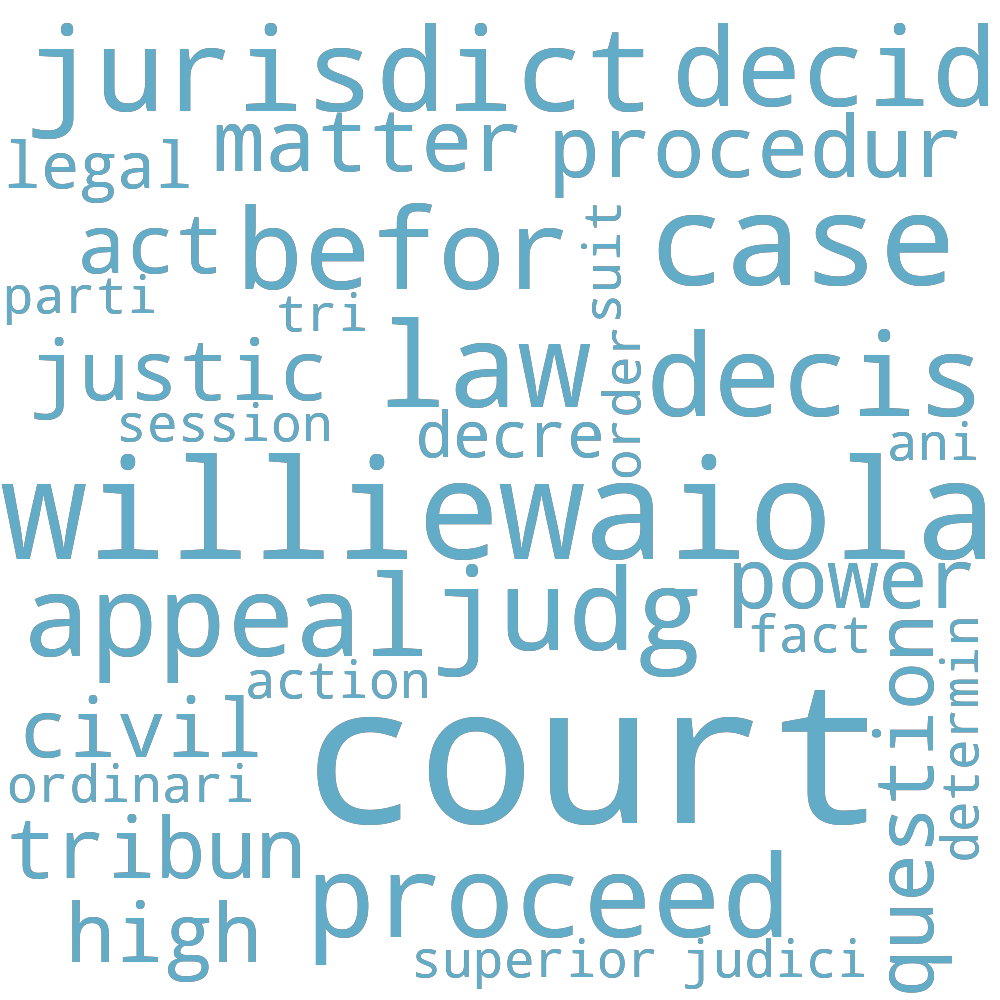 jurisdict decid
legal matter procedur
act befor suit case
parti tri
justic law order decis
session decre ani
williewaiola
appeal judg power
fact
action question determin
civil court
ordinari
tribun proceed
high superior judici